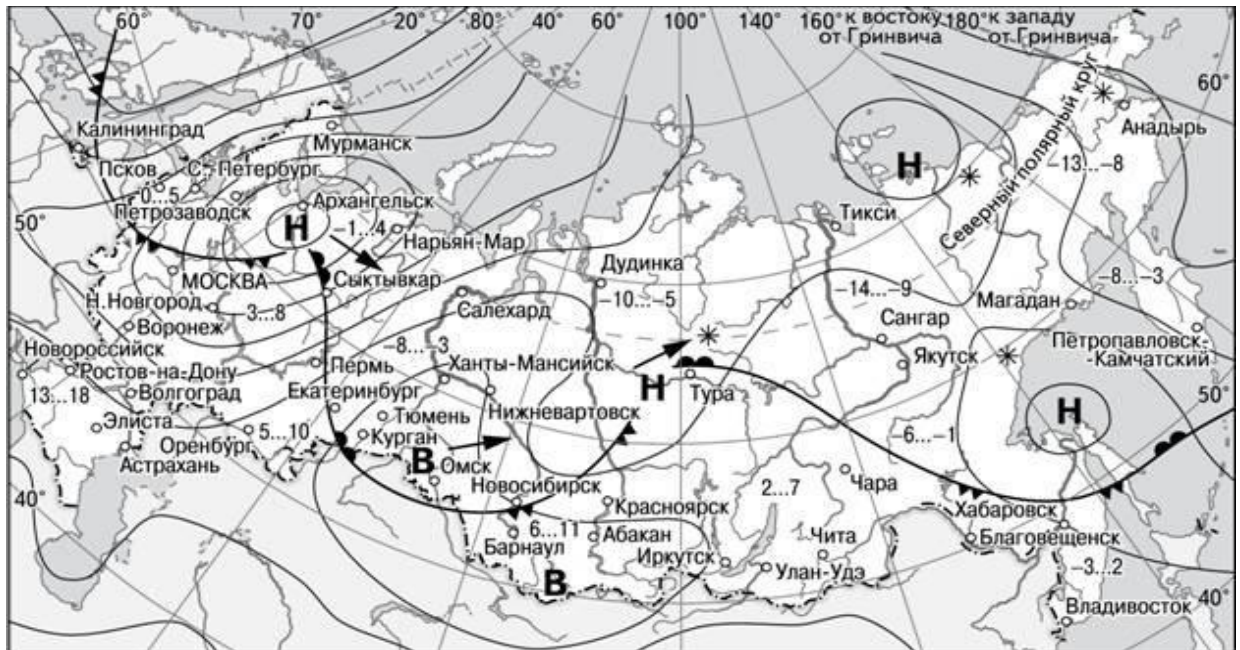 60° 70° 20° 80° 40° 60° 100° 140° 160° к востоку 180° к западу
от Гринвича от Гринвича
60°
Калининград
Мурманск
Анадырь
Псков С.-Петербург
Северный полярный круг
−13...−8
Н
0...5
Архангельск
Петрозаводск
Тикси
50°
Н
−1...4
Нарьян-Мар
МОСКВА
Сыктывкар
Дудинка
−8...−3
Н.Новгород
3...8
Салехард
−10...−5
−14...−9
Магадан
Воронеж
Сангар
Петропавловск-
-Камчатский
Новороссийск
−8...−3
Ханты-Мансийск
Якутск
Ростов-на-Дону
Пермь
Тура
50°
13...18
Волгоград
Екатеринбург
Н
Нижневартовск
Н
Элиста
Тюмень
Оренбург
5...10
Курган
−6...−1
Астрахань
В
Омск
Новосибирск
Чара
40°
2...7
Красноярск
Хабаровск
6...11
Барнаул
Абакан
Чита
Благовещенск
Иркутск
Улан-Удэ
−3...2
В
40°
Владивосток